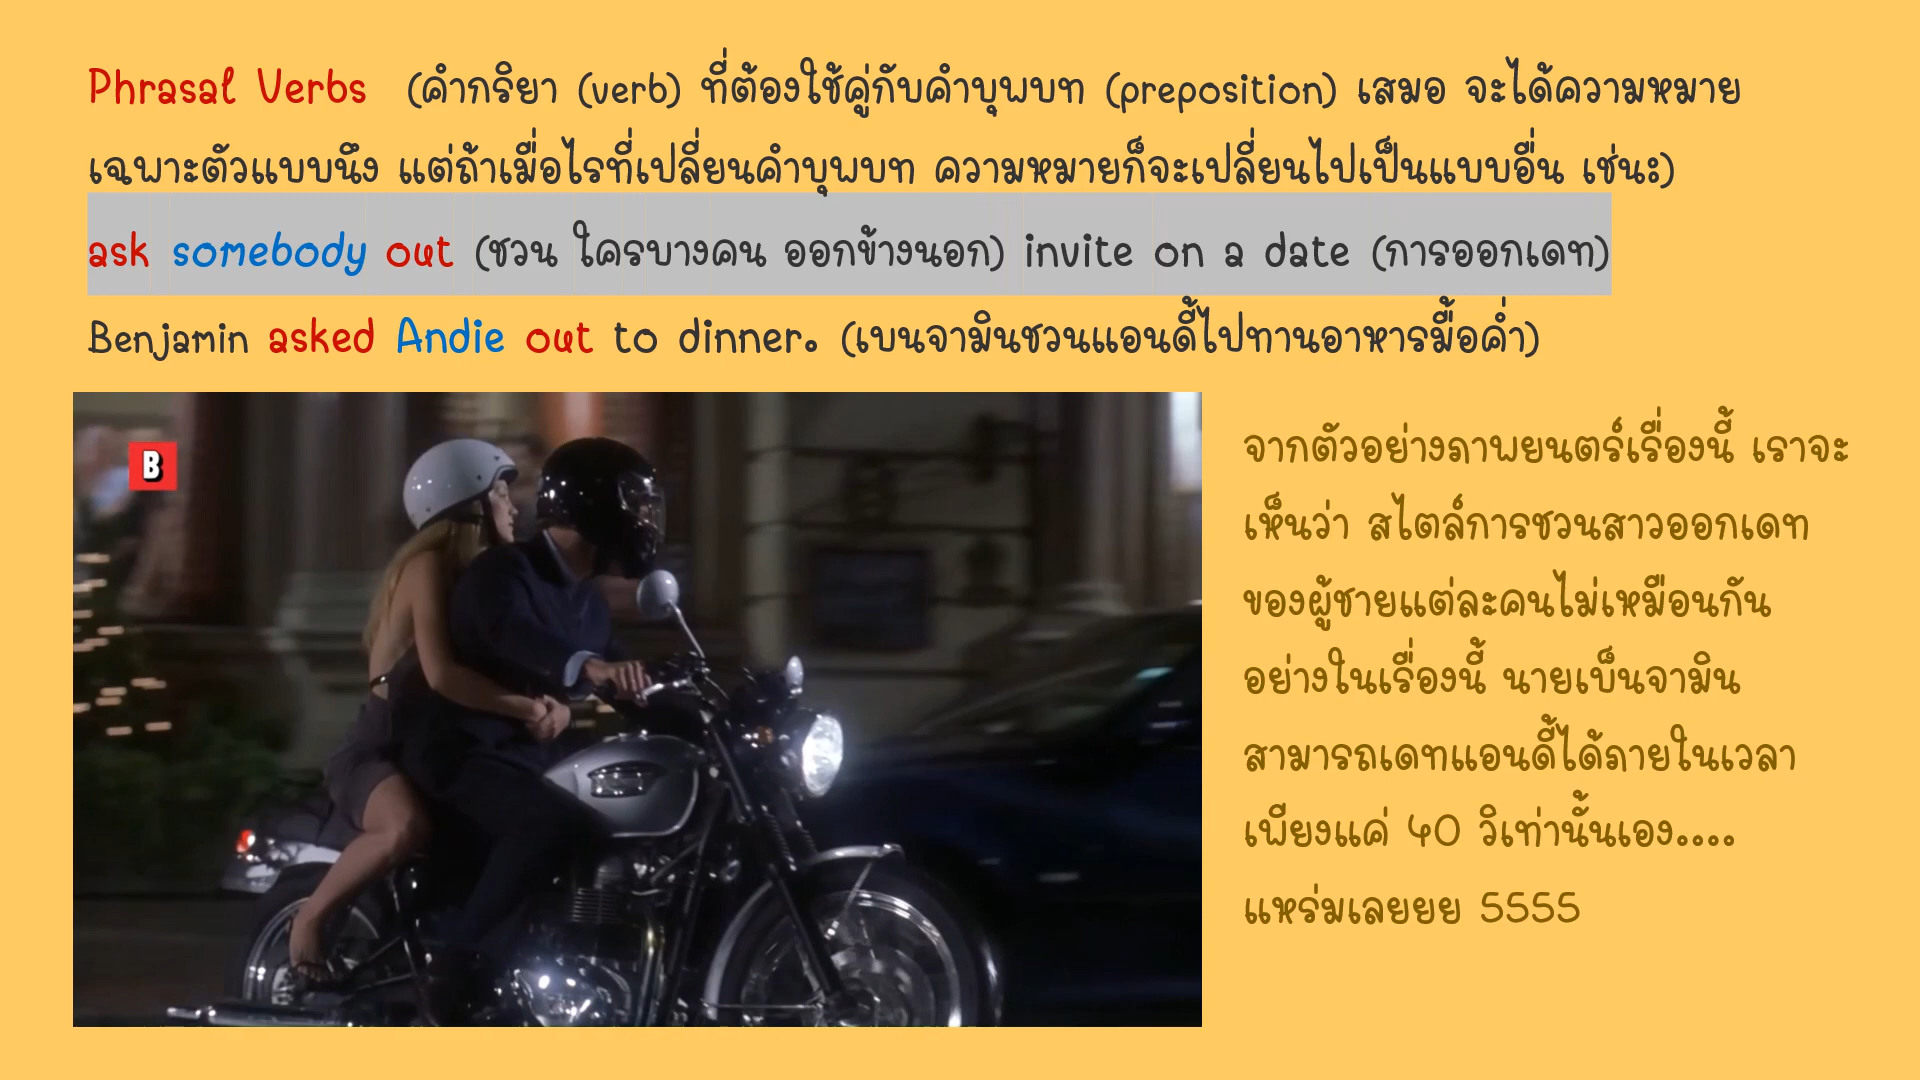 Phrasal Verbs (คำกริยา (verb) ที่ต้องใช้คู่กับคำบุพบท (preposition) เสมอ จะได้ความหมาย
เฉพาะตัวแบบนึง แต่ถ้าเมื่อไรที่เปลี่ยนคำบุพบท ความหมายก็จะเปลี่ยนไปเป็นแบบอื่น เช่น:)
ask somebody out (ชวน ใครบางคน ออกข้างนอก) invite on a date (การออกเดท)
Benjamin asked Andie out to dinner. (เบนจามินชวนแอนดี้ไปทานอาหารมื้อค่ำ)
B
จากตัวอย่างภาพยนตร์เรื่องนี้ เราจะ
เห็นว่า สไตล์การชวนสาวออกเดท
ของผู้ชายแต่ละคนไม่เหมือนกัน
อย่างในเรื่องนี้ นายเบ็นจามิน
สามารถเดทแอนดี้ได้ภายในเวลา
เพียงแค่ 40 วิเท่านั้นเอง....
แหร่มเลยยย 5555